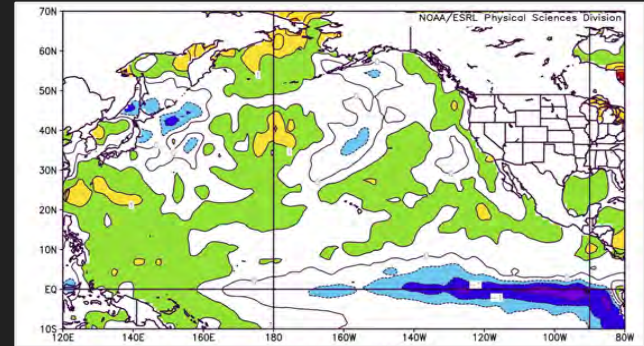 NOAA/ESRL Physical Sciences Division
70N
60N
50N
40N
30N
20N
10N
EQ
10S
120E
140E
160E
180
160W
140W
120W
100W
80W